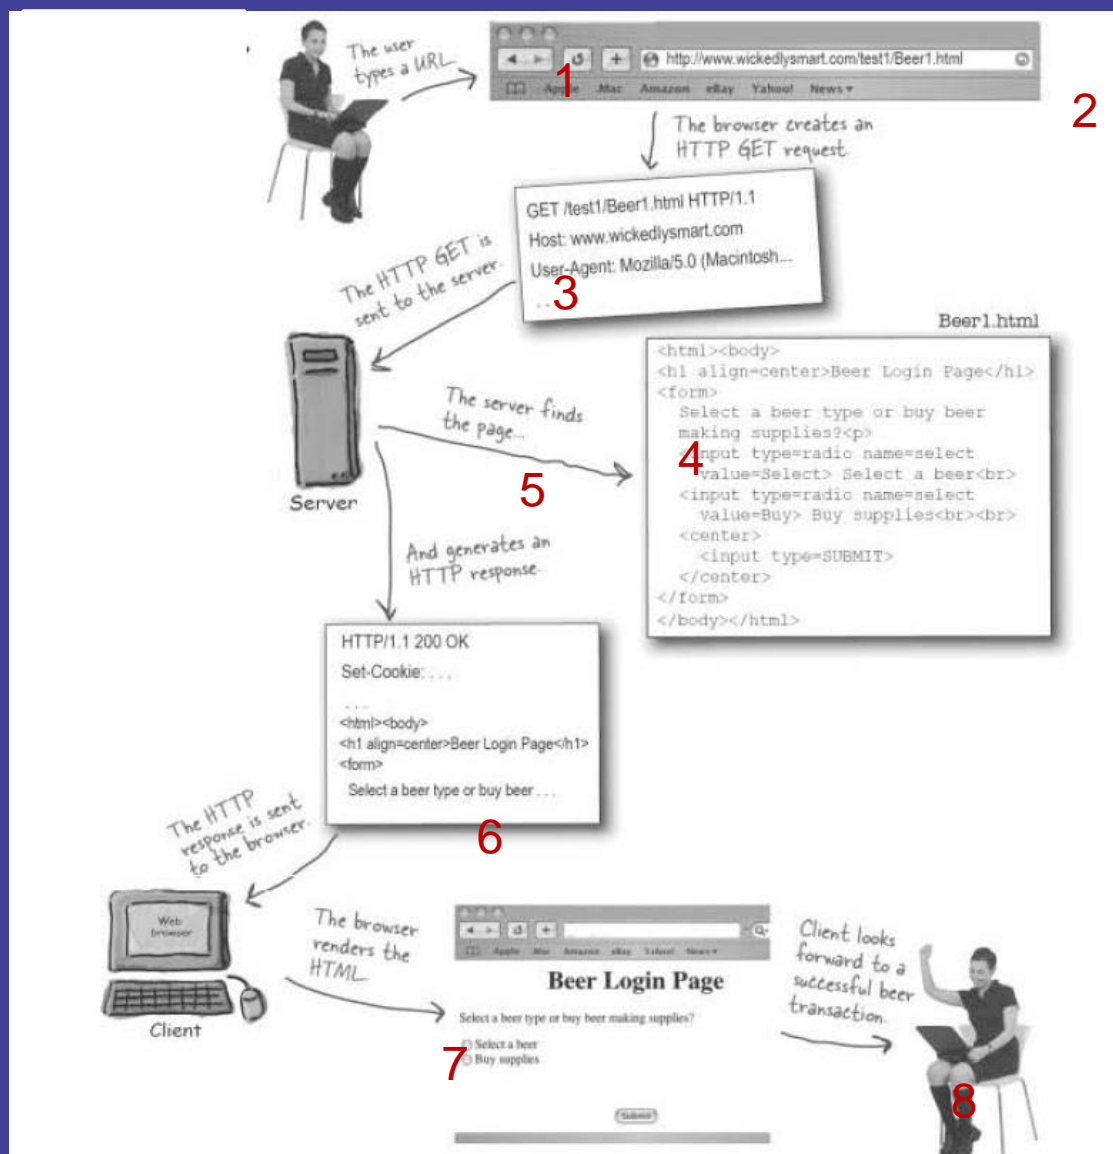 The user
types a URL.
http://www.wickedlysmart.com/test1/Beer1.html
Apple Mac Amazon eBay Yahoo! News ▾
1
2
The browser creates an
HTTP GET request.
GET /test1/Beer1.html HTTP/1.1
Host: www.wickedlysmart.com
User-Agent: Mozilla/5.0 (Macintosh...
. . .
3
The HTTP GET is
sent to the server.
Server
The server finds
the page...
5
Beer1.html
<html><body>
<h1 align=center>Beer Login Page</h1>
<form>
Select a beer type or buy beer
making supplies?<p>
<input type=radio name=select
value=Select> Select a beer<br>
<input type=radio name=select
value=Buy> Buy supplies<br><br>
<center>
<input type=SUBMIT>
</center>
</form>
</body></html>
4
And generates an
HTTP response.
HTTP/1.1 200 OK
Set-Cookie: . . .
. . .
<html><body>
<h1 align=center>Beer Login Page</h1>
<form>
Select a beer type or buy beer . . .
6
The HTTP
response is sent
to the browser.
Web
browser
Client
The browser
renders the
HTML.
Apple Mac Amazon eBay Yahoo! News ▾
Beer Login Page
Select a beer type or buy beer making supplies?
Select a beer
Buy supplies
Submit
7
Client looks
forward to a
successful beer
transaction.
8